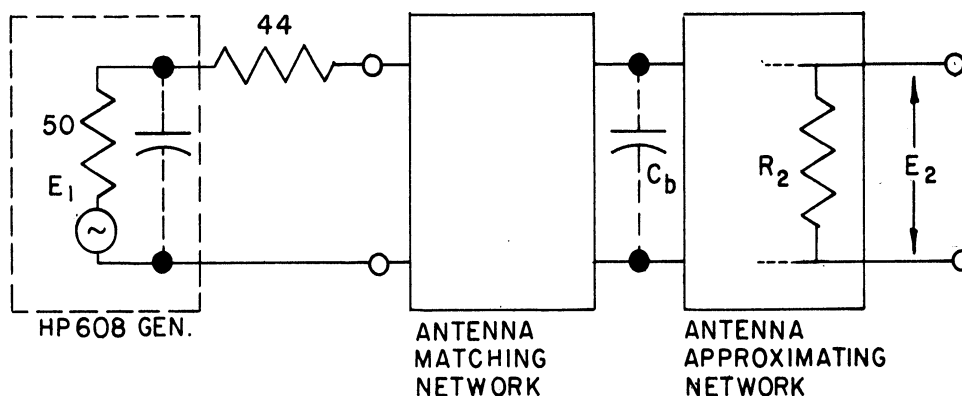 44
50
E1
Cb
R2
E2
HP 608 GEN.
ANTENNA
MATCHING
NETWORK
ANTENNA
APPROXIMATING
NETWORK